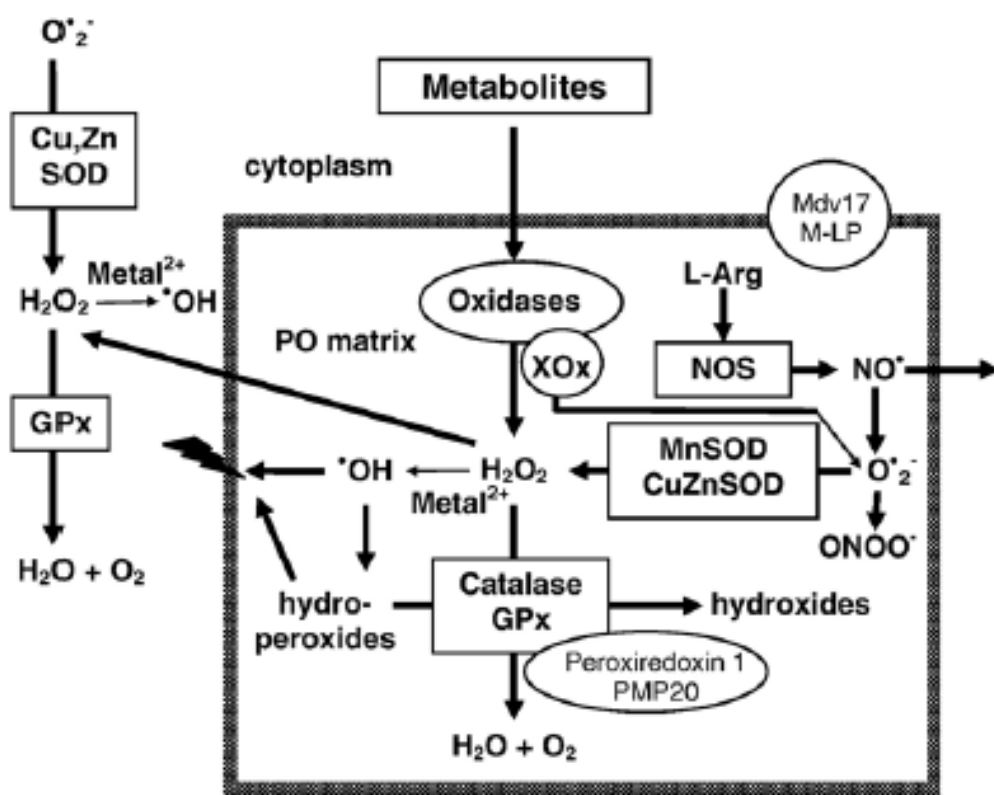 O•₂⁻
Metabolites
Cu,Zn
SOD
cytoplasm
Mdv17
M-LP
Metal²⁺
H₂O₂
•OH
Oxidases
L-Arg
PO matrix
XOx
NOS
NO•
GPx
MnSOD
CuZnSOD
•OH
H₂O₂
O•₂⁻
Metal²⁺
ONOO⁻
H₂O + O₂
hydro-
peroxides
Catalase
GPx
hydroxides
Peroxiredoxin 1
PMP20
H₂O + O₂